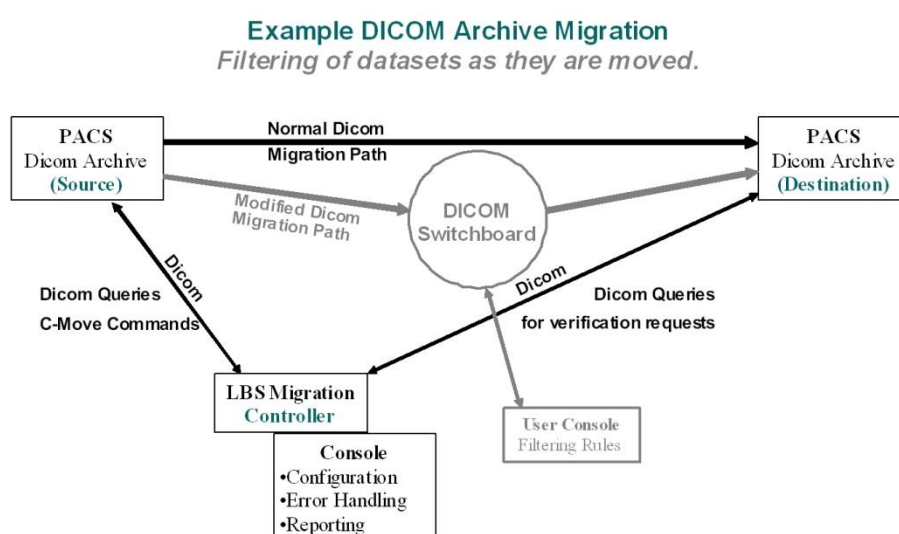 Example DICOM Archive Migration
Filtering of datasets as they are moved.
PACS
Dicom Archive
(Source)
Normal Dicom
Migration Path
PACS
Dicom Archive
(Destination)
Modified Dicom
Migration Path
DICOM
Switchboard
Dicom
Dicom Queries
C-Move Commands
Dicom
Dicom Queries
for verification requests
LBS Migration
Controller
User Console
Filtering Rules
Console
•Configuration
•Error Handling
•Reporting